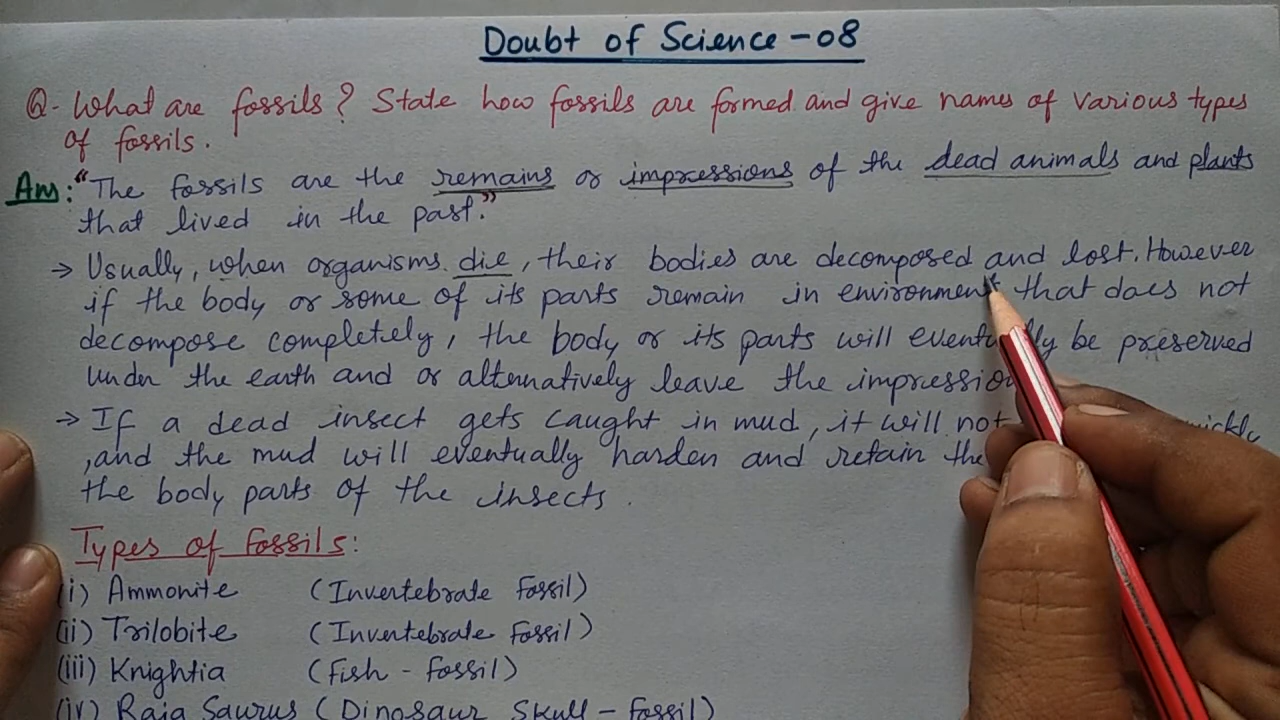 Doubt of Science - 08
Q- What are fossils? State how fossils are formed and give names of various types
of fossils.
Ans: "The fossils are the remains or impressions of the dead animals and plants
that lived in the past."
→ Usually, when organisms die, their bodies are decomposed and lost. However
if the body or some of its parts remain in environment that does not
decompose completely, the body or its parts will eventually be preserved
under the earth and or alternatively leave the impression
→ If a dead insect gets caught in mud, it will not
,and the mud will eventually harden and retain the
the body parts of the insects.
Types of Fossils:
(i) Ammonite (Invertebrate Fossil)
(ii) Trilobite (Invertebrate Fossil)
(iii) Knightia (Fish - Fossil)
(iv) Raja Saurus (Dinosaur Skull - Fossil)